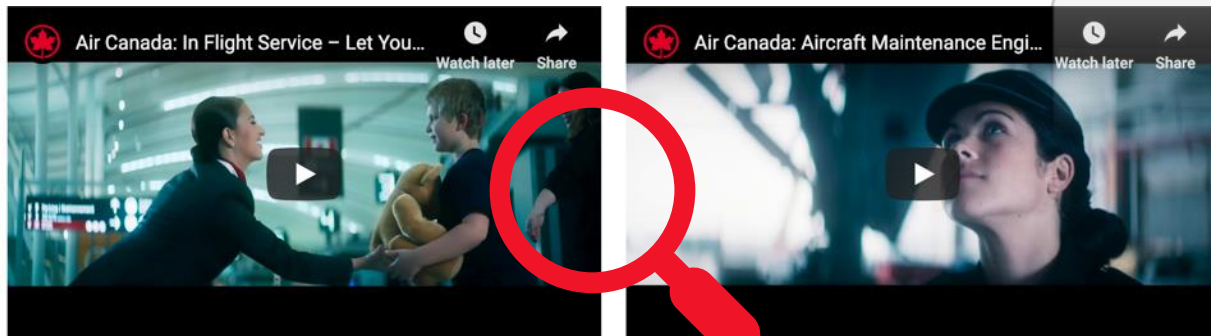 Air Canada: In Flight Service – Let You...
Watch later
Share
Air Canada: Aircraft Maintenance Engi...
Watch later
Share